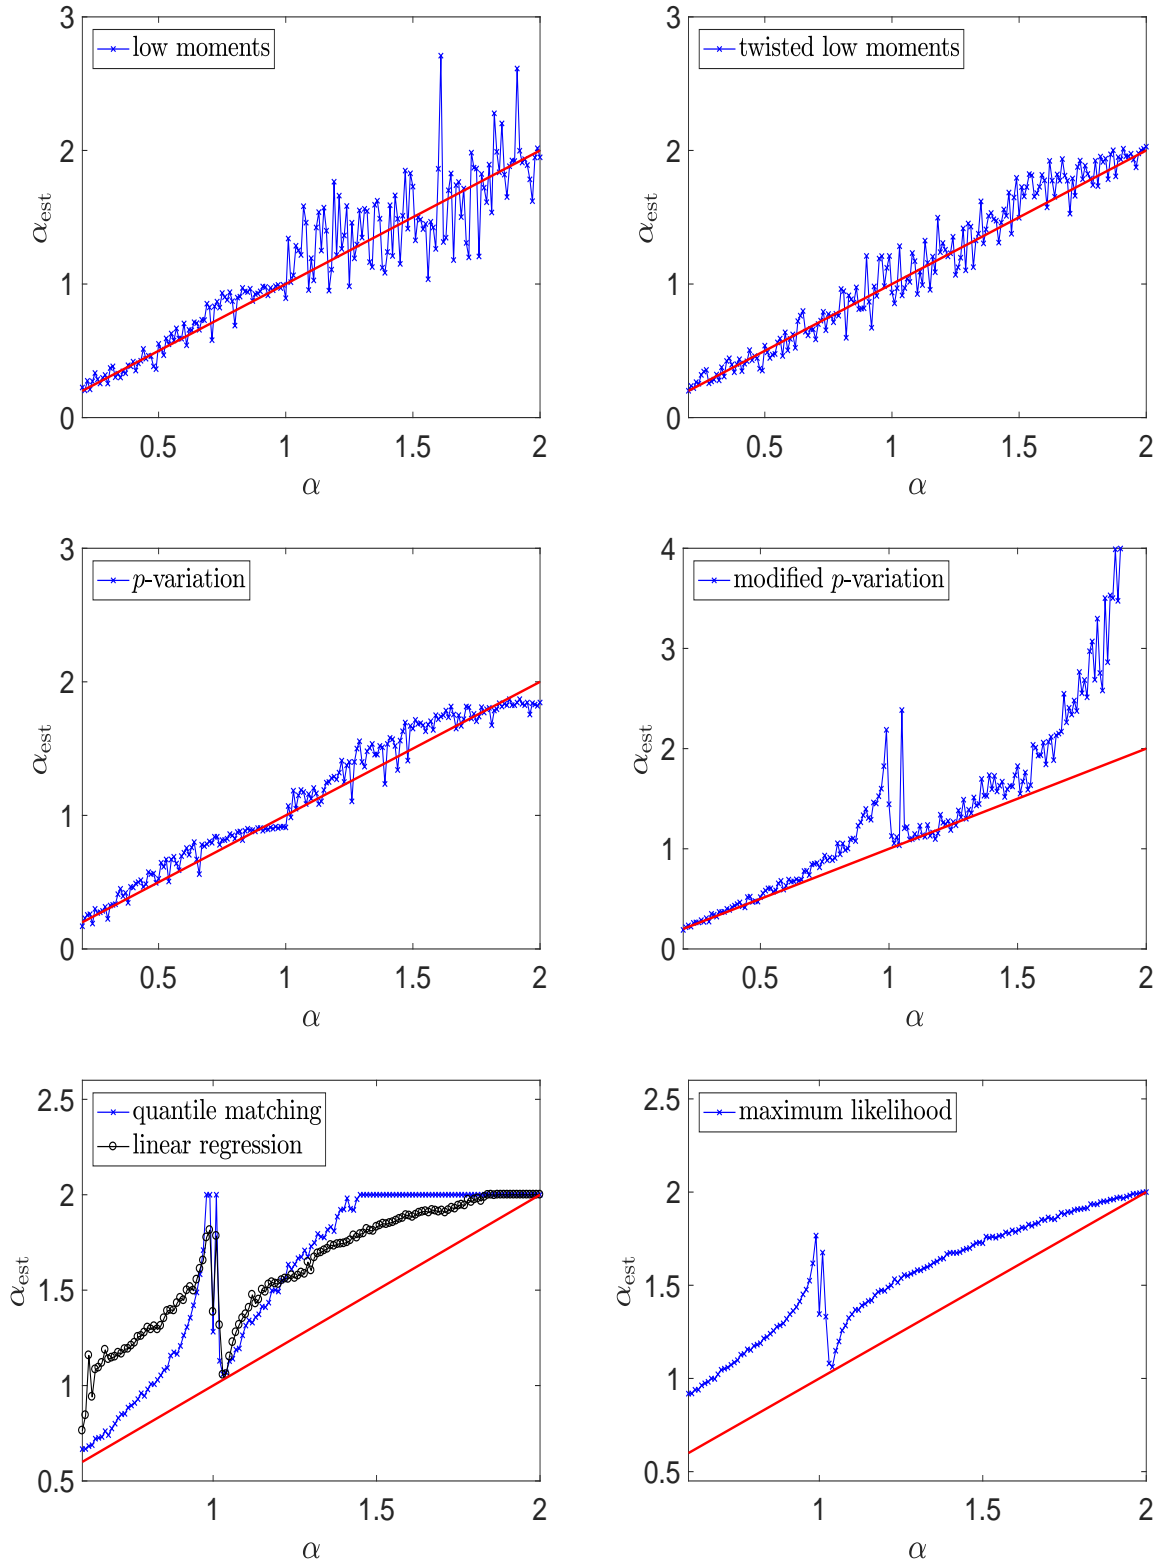 3
2
1
0
α_est
low moments
0.5 1 1.5 2
α
3
2
1
0
α_est
twisted low moments
0.5 1 1.5 2
α
3
2
1
0
α_est
p-variation
0.5 1 1.5 2
α
4
3
2
1
0
α_est
modified p-variation
0.5 1 1.5 2
α
2.5
2
1.5
1
0.5
α_est
quantile matching
linear regression
1 1.5 2
α
2.5
2
1.5
1
0.5
α_est
maximum likelihood
1 1.5 2
α